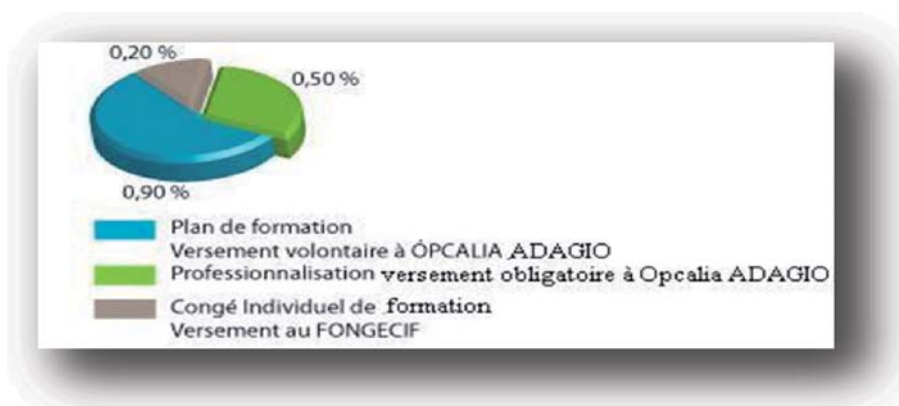 0,20 %
0,50 %
0,90 %
Plan de formation
Versement volontaire à ÓPCALIA ADAGIO
Professionnalisation versement obligatoire à Opcalia ADAGIO
Congé Individuel de formation
Versement au FONGECIF